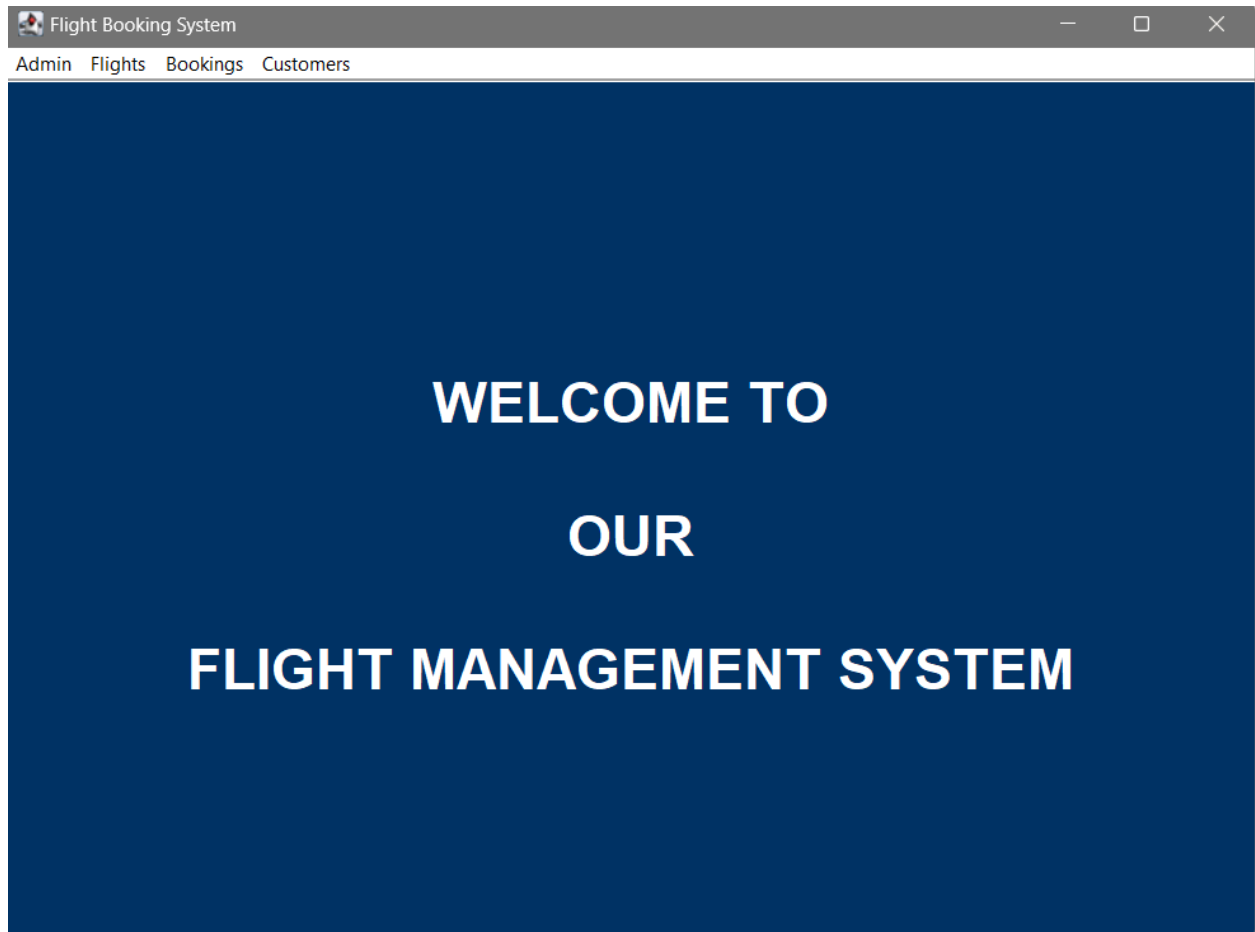 Flight Booking System
Admin Flights Bookings Customers
WELCOME TO
OUR
FLIGHT MANAGEMENT SYSTEM